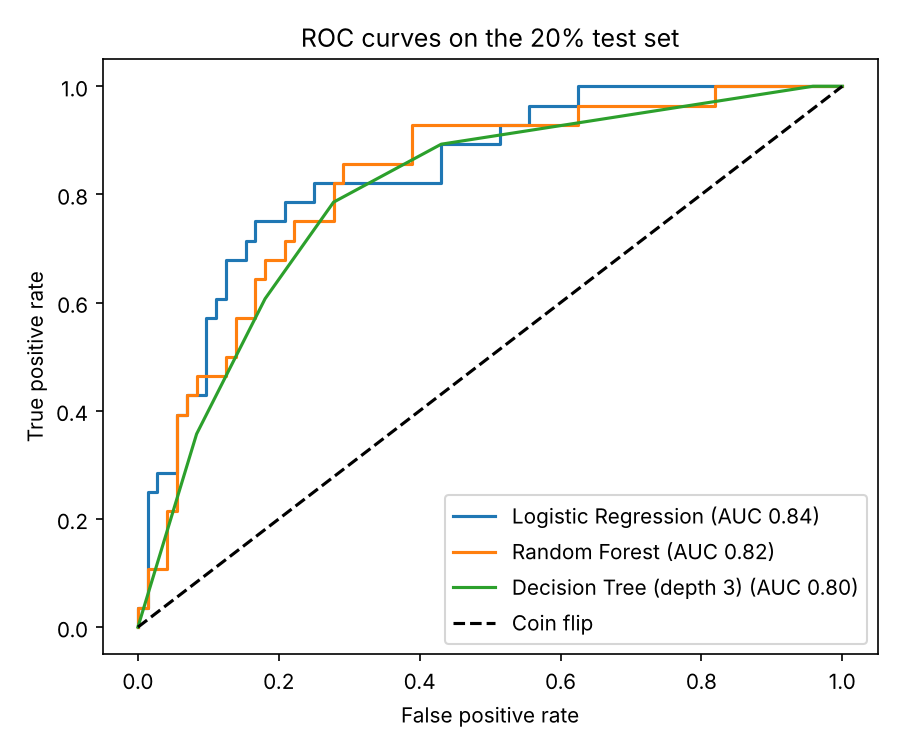 ROC curves on the 20% test set
1.0
0.8
0.6
0.4
0.2
0.0
True positive rate
0.0 0.2 0.4 0.6 0.8 1.0
False positive rate
Logistic Regression (AUC 0.84)
Random Forest (AUC 0.82)
Decision Tree (depth 3) (AUC 0.80)
Coin flip